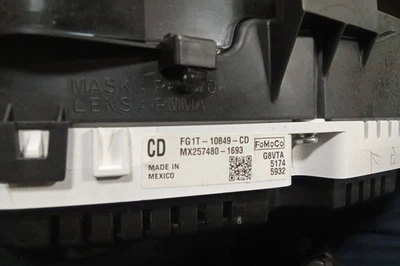 MASK:
LENS: PMMA
CD
FG1T-10849-CD
MX257480-1693
MADE IN
MEXICO
FoMoCo
G8VTA
5174
5932